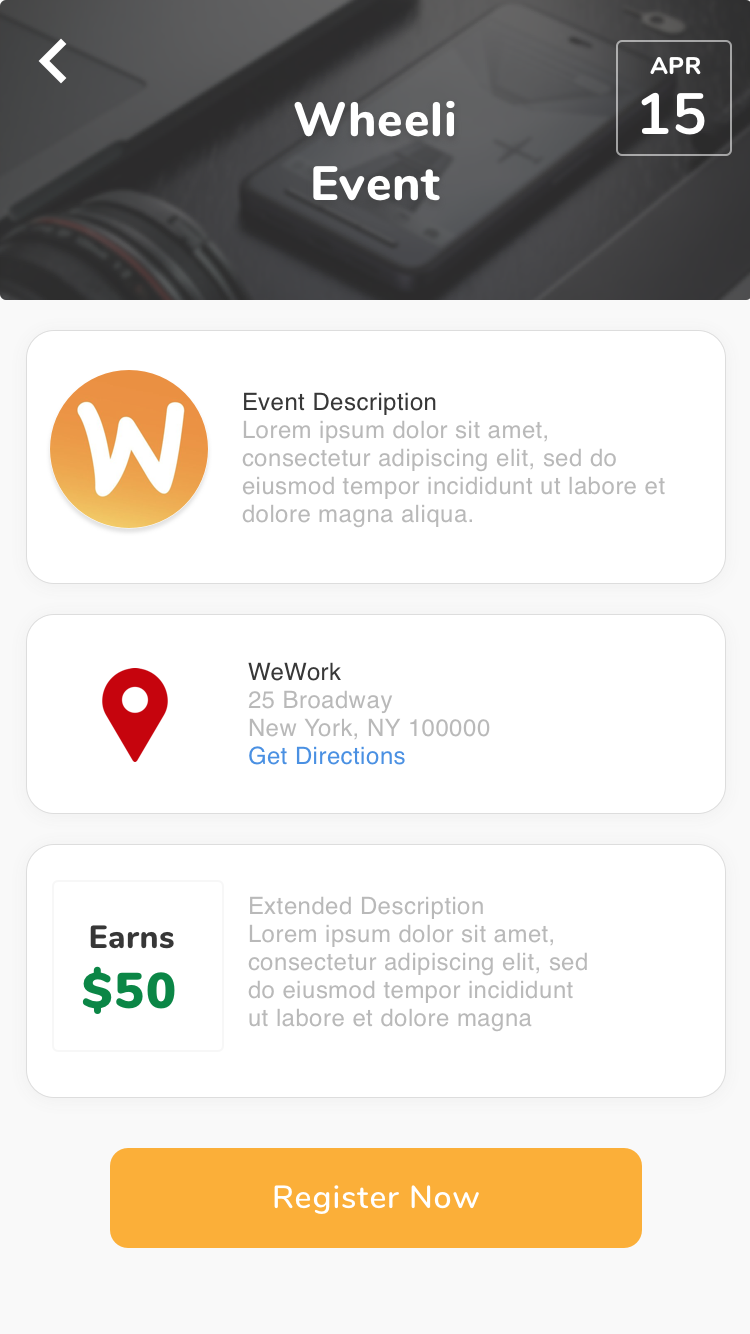 APR
15
Wheeli
Event
W
Event Description
Lorem ipsum dolor sit amet,
consectetur adipiscing elit, sed do
eiusmod tempor incididunt ut labore et
dolore magna aliqua.
WeWork
25 Broadway
New York, NY 100000
Get Directions
Earns
$50
Extended Description
Lorem ipsum dolor sit amet,
consectetur adipiscing elit, sed
do eiusmod tempor incididunt
ut labore et dolore magna
Register Now